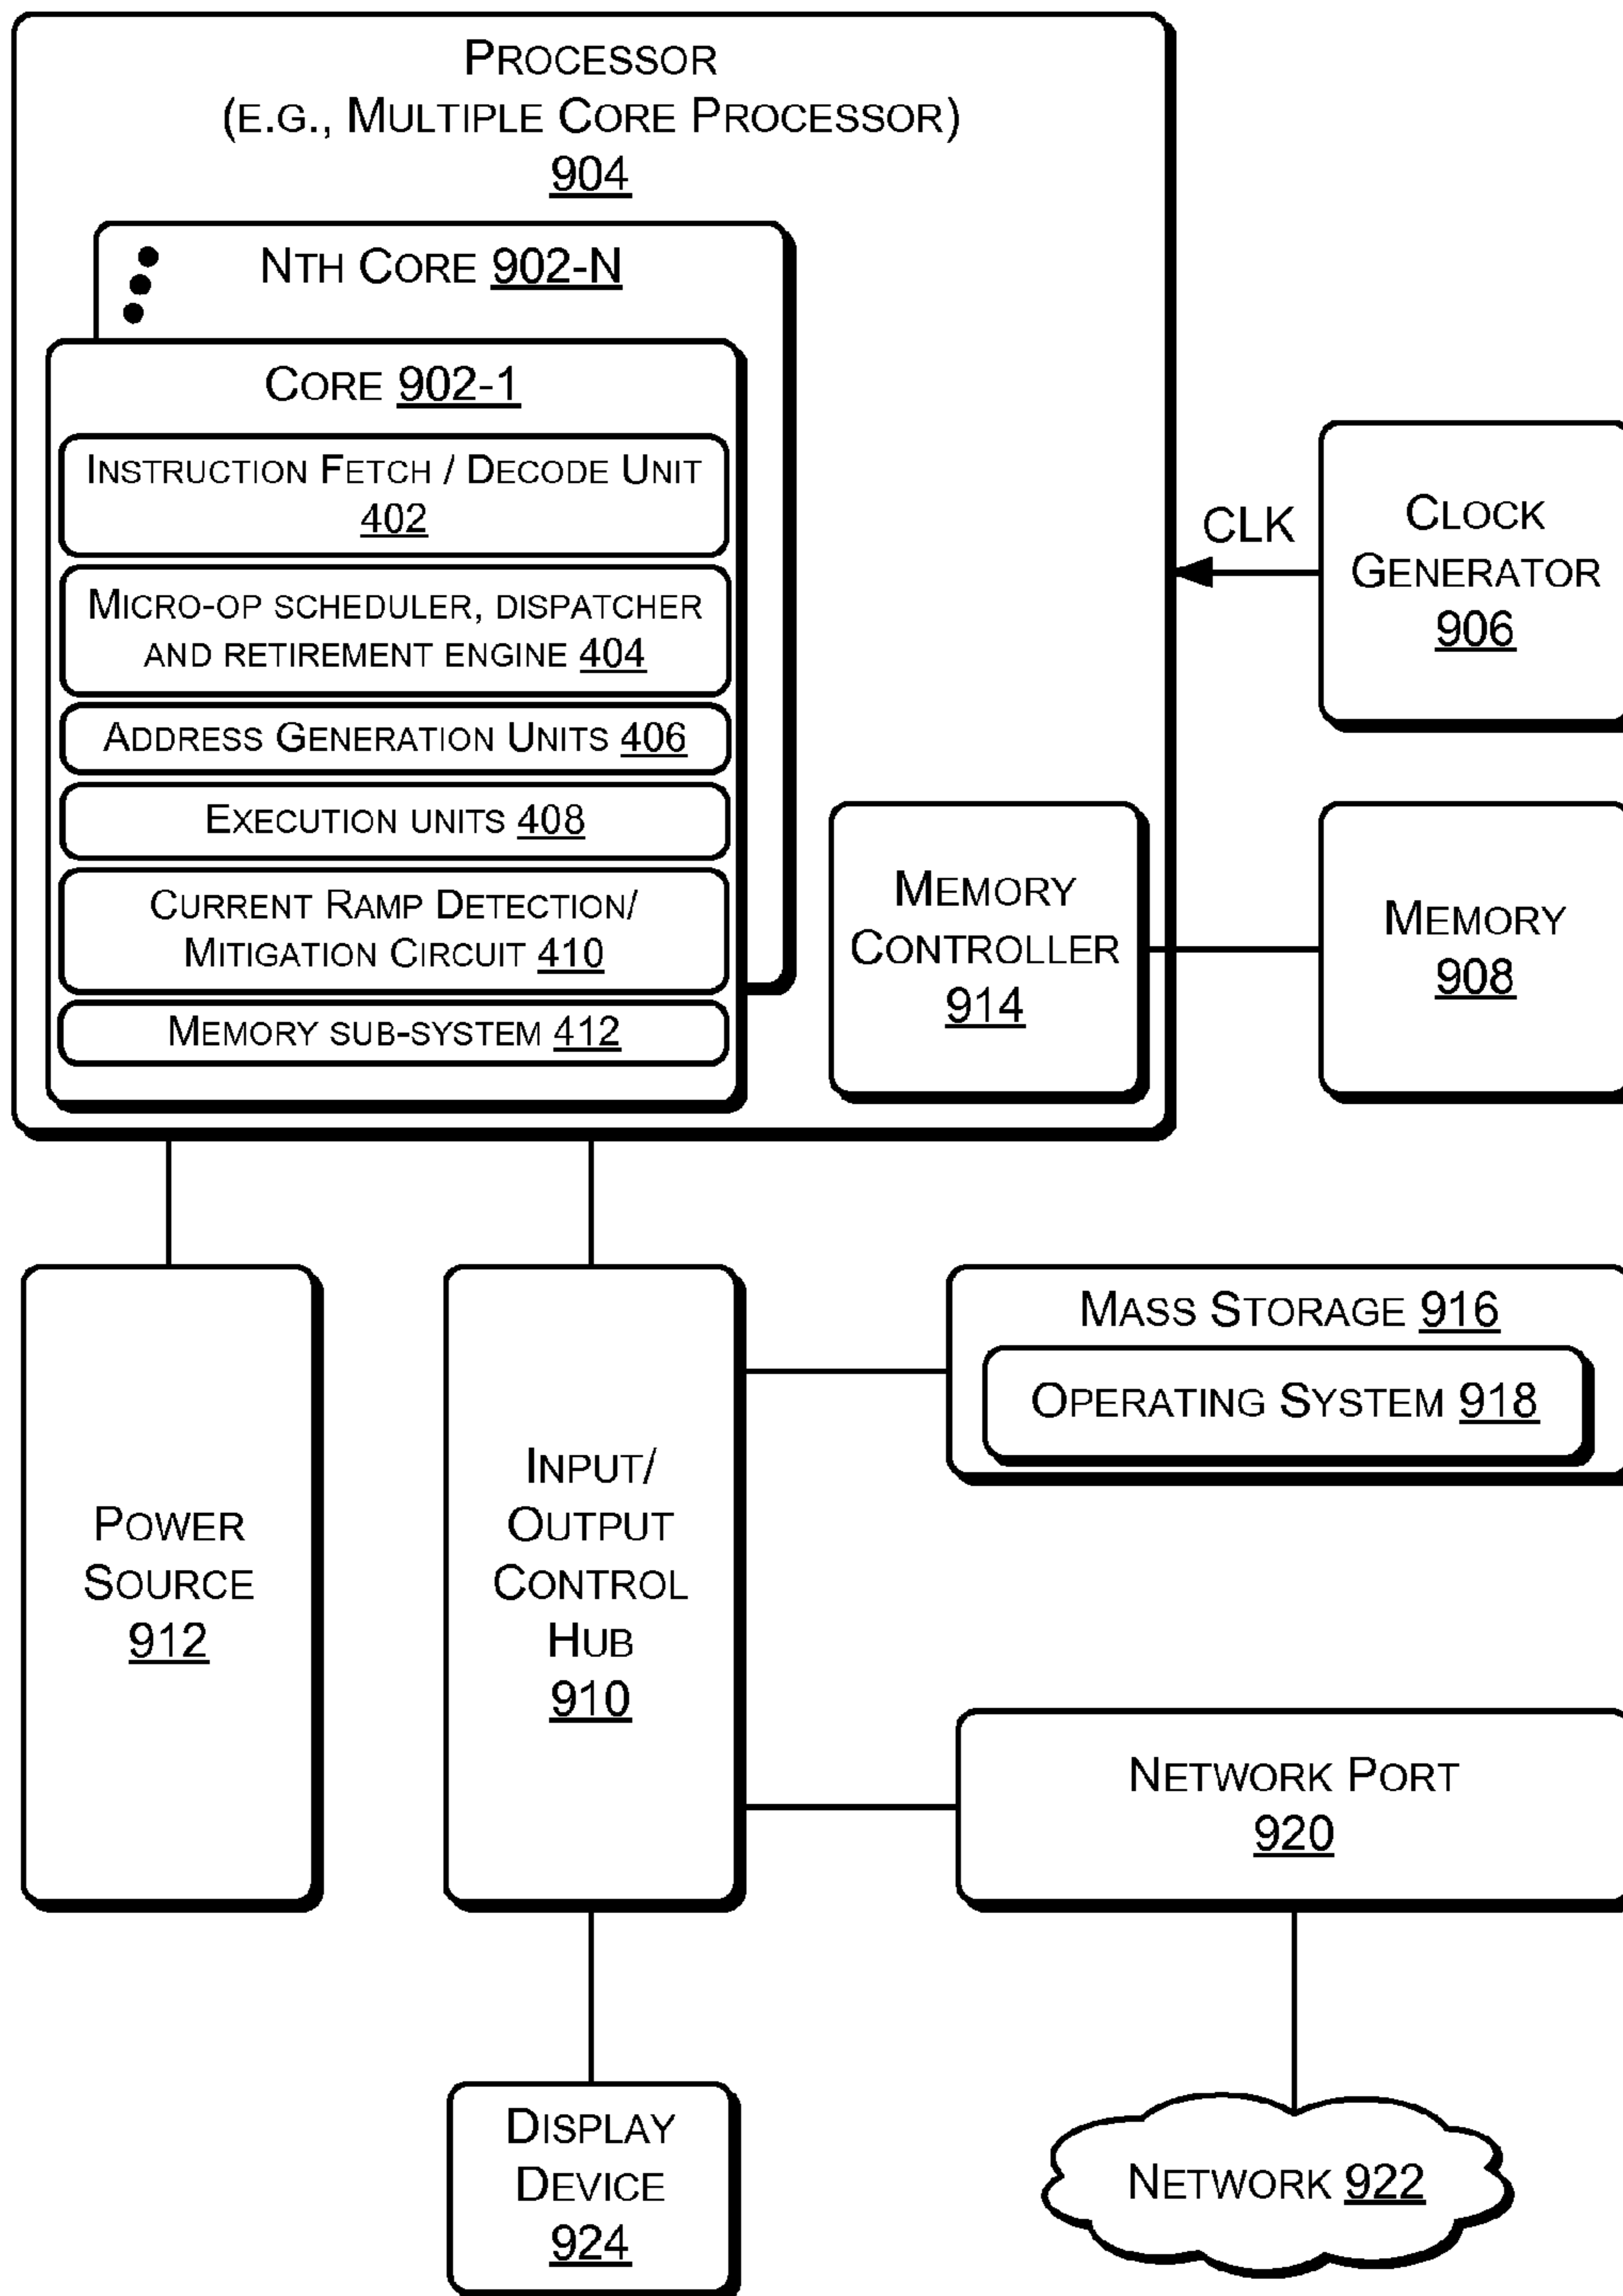 PROCESSOR
(E.G., MULTIPLE CORE PROCESSOR)
904
NTH CORE 902-N
CORE 902-1
INSTRUCTION FETCH / DECODE UNIT
402
MICRO-OP SCHEDULER, DISPATCHER
AND RETIREMENT ENGINE 404
ADDRESS GENERATION UNITS 406
EXECUTION UNITS 408
CURRENT RAMP DETECTION/
MITIGATION CIRCUIT 410
MEMORY SUB-SYSTEM 412
MEMORY
CONTROLLER
914
CLK
CLOCK
GENERATOR
906
MEMORY
908
POWER
SOURCE
912
INPUT/
OUTPUT
CONTROL
HUB
910
MASS STORAGE 916
OPERATING SYSTEM 918
NETWORK PORT
920
DISPLAY
DEVICE
924
NETWORK 922